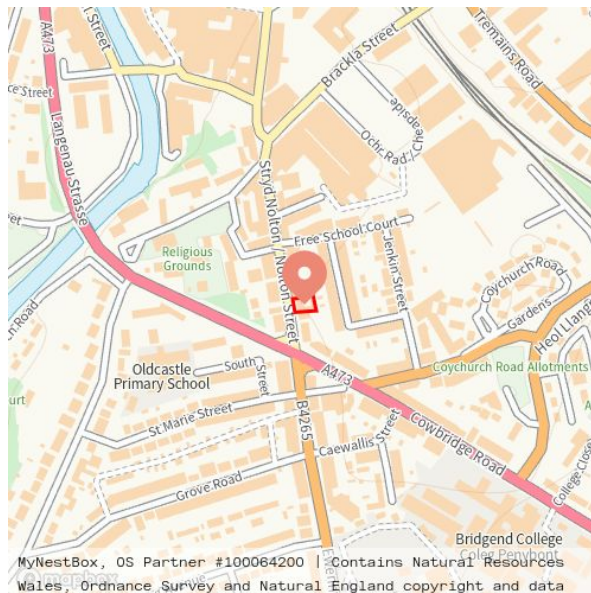 A473
Street
Langenau Strasse
Brackla Street
Tremains Road
Ochr Rad / Cheapside
Stryd Nolton / Nolton Street
Free School Court
Jenkin Street
Religious
Grounds
Coychurch Road
Gardens
Heol Llang
Oldcastle
Primary School
South Street
A473
Coychurch Road Allotments
St Marie Street
B4265
Cowbridge Road
Caewallis Street
Grove Road
College Close
Bridgend College
Coleg Penybont
MyNestBox, OS Partner #100064200 | Contains Natural Resources
Wales, Ordnance Survey and Natural England copyright and data
mapbox